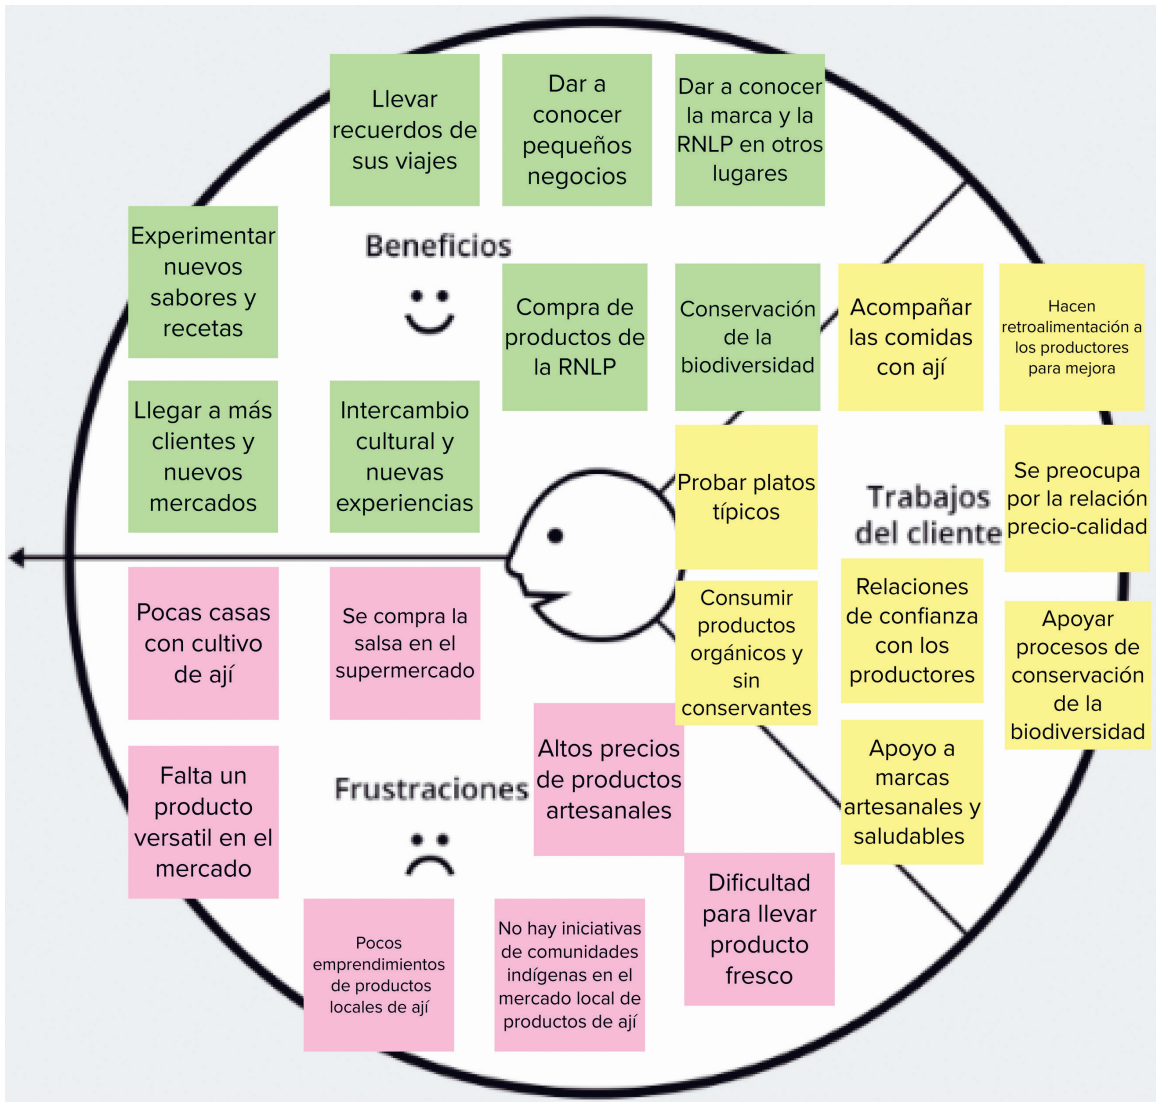 Llevar
recuerdos de
sus viajes
Dar a
conocer
pequeños
negocios
Dar a conocer
la marca y la
RNLP en otros
lugares
Experimentar
nuevos
sabores y
recetas
Beneficios
Compra de
productos de
la RNLP
Conservación
de la
biodiversidad
Llegar a más
clientes y
nuevos
mercados
Intercambio
cultural y
nuevas
experiencias
Acompañar
las comidas
con ají
Hacen
retroalimentación a
los productores
para mejora
Probar platos
típicos
Trabajos
del cliente
Se preocupa
por la relación
precio-calidad
Consumir
productos
orgánicos y
sin
conservantes
Relaciones
de confianza
con los
productores
Apoyar
procesos de
conservación
de la
biodiversidad
Apoyo a
marcas
artesanales y
saludables
Pocas casas
con cultivo
de ají
Se compra la
salsa en el
supermercado
Falta un
producto
versatil en el
mercado
Frustraciones
Altos precios
de productos
artesanales
Dificultad
para llevar
producto
fresco
Pocos
emprendimientos
de productos
locales de ají
No hay iniciativas
de comunidades
indígenas en el
mercado local de
productos de ají